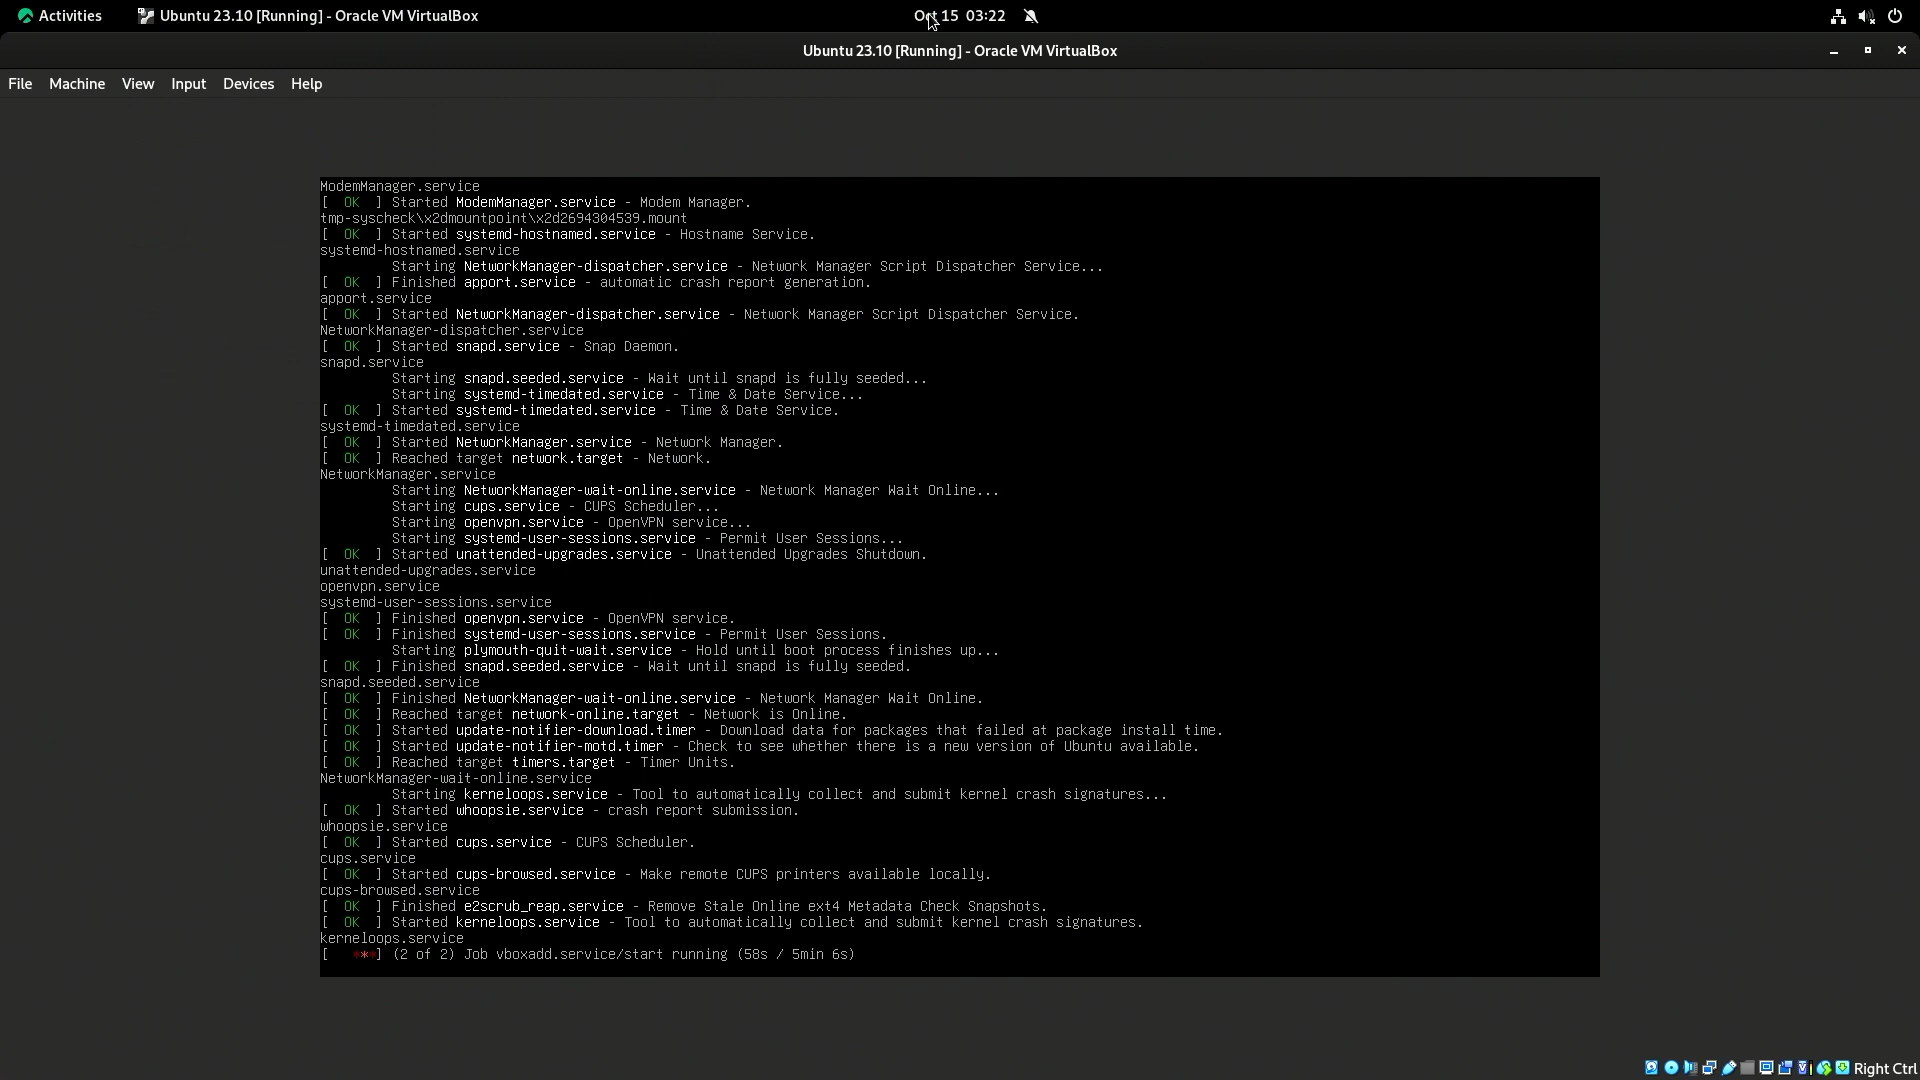 Activities
Ubuntu 23.10 [Running] - Oracle VM VirtualBox
Oct 15 03:22
Ubuntu 23.10 [Running] - Oracle VM VirtualBox
File Machine View Input Devices Help
ModemManager.service
[  OK  ] Started ModemManager.service - Modem Manager.
tmp-syscheck\x2dmountpoint\x2d2694304539.mount
[  OK  ] Started systemd-hostnamed.service - Hostname Service.
systemd-hostnamed.service
         Starting NetworkManager-dispatcher.service - Network Manager Script Dispatcher Service...
[  OK  ] Finished apport.service - automatic crash report generation.
apport.service
[  OK  ] Started NetworkManager-dispatcher.service - Network Manager Script Dispatcher Service.
NetworkManager-dispatcher.service
[  OK  ] Started snapd.service - Snap Daemon.
snapd.service
         Starting snapd.seeded.service - Wait until snapd is fully seeded...
         Starting systemd-timedated.service - Time & Date Service...
[  OK  ] Started systemd-timedated.service - Time & Date Service.
systemd-timedated.service
[  OK  ] Started NetworkManager.service - Network Manager.
[  OK  ] Reached target network.target - Network.
NetworkManager.service
         Starting NetworkManager-wait-online.service - Network Manager Wait Online...
         Starting cups.service - CUPS Scheduler...
         Starting openvpn.service - OpenVPN service...
         Starting systemd-user-sessions.service - Permit User Sessions...
[  OK  ] Started unattended-upgrades.service - Unattended Upgrades Shutdown.
unattended-upgrades.service
openvpn.service
systemd-user-sessions.service
[  OK  ] Finished openvpn.service - OpenVPN service.
[  OK  ] Finished systemd-user-sessions.service - Permit User Sessions.
         Starting plymouth-quit-wait.service - Hold until boot process finishes up...
[  OK  ] Finished snapd.seeded.service - Wait until snapd is fully seeded.
snapd.seeded.service
[  OK  ] Finished NetworkManager-wait-online.service - Network Manager Wait Online.
[  OK  ] Reached target network-online.target - Network is Online.
[  OK  ] Started update-notifier-download.timer - Download data for packages that failed at package install time.
[  OK  ] Started update-notifier-motd.timer - Check to see whether there is a new version of Ubuntu available.
[  OK  ] Reached target timers.target - Timer Units.
NetworkManager-wait-online.service
         Starting kerneloops.service - Tool to automatically collect and submit kernel crash signatures...
[  OK  ] Started whoopsie.service - crash report submission.
whoopsie.service
[  OK  ] Started cups.service - CUPS Scheduler.
cups.service
[  OK  ] Started cups-browsed.service - Make remote CUPS printers available locally.
cups-browsed.service
[  OK  ] Finished e2scrub_reap.service - Remove Stale Online ext4 Metadata Check Snapshots.
[  OK  ] Started kerneloops.service - Tool to automatically collect and submit kernel crash signatures.
kerneloops.service
[   ***] (2 of 2) Job vboxadd.service/start running (58s / 5min 6s)
Right Ctrl